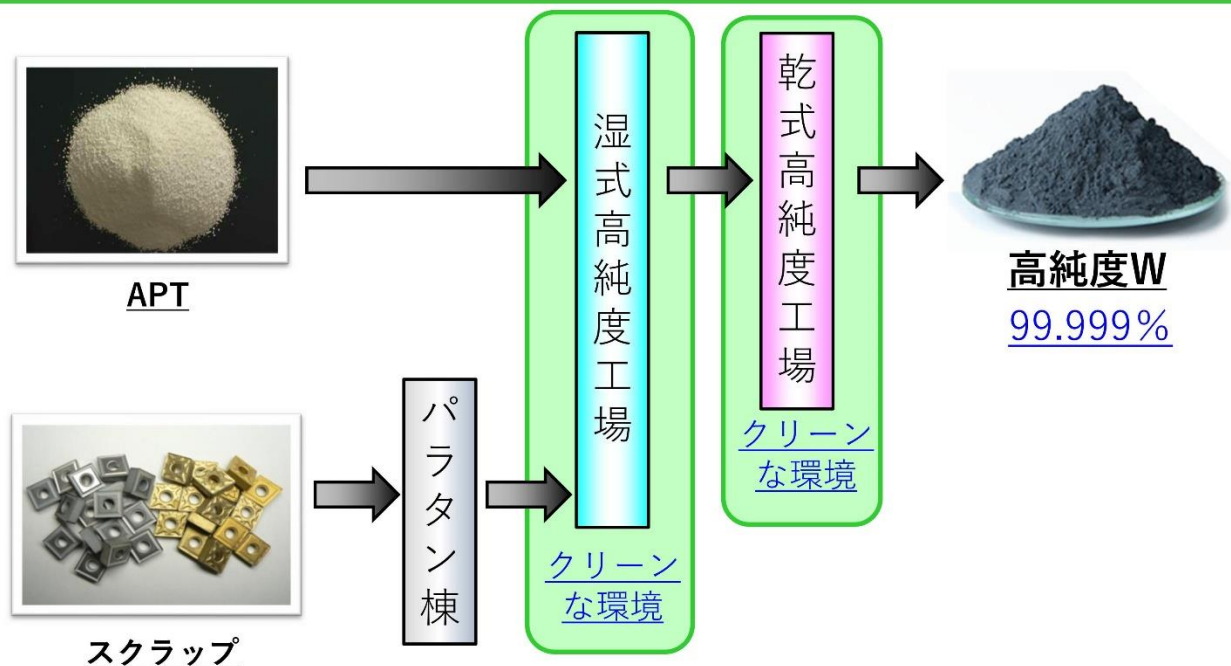 APT
スクラップ
パラタン棟
湿式高純度工場
クリーン
な環境
乾式高純度工場
クリーン
な環境
高純度W
99.999％